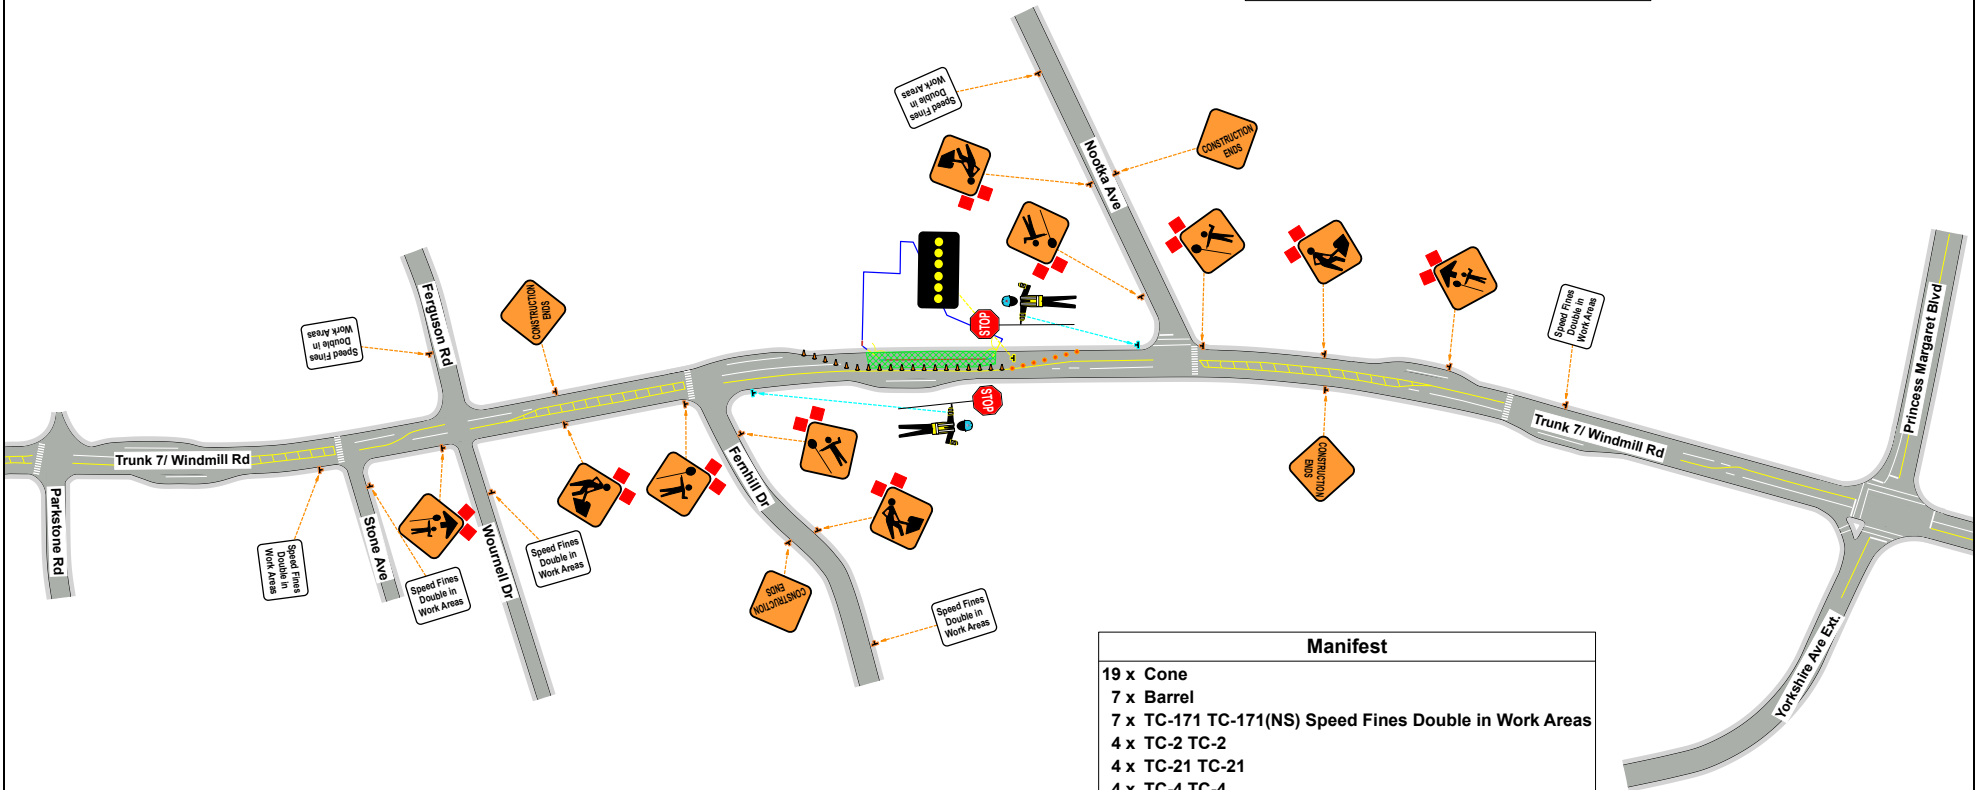 Speed Fines
Double in
Work Areas
CONSTRUCTION
ENDS
Nootka Ave
Princess Margaret Blvd
Ferguson Rd
CONSTRUCTION
ENDS
Speed Fines
Double in
Work Areas
Speed Fines
Double in
Work Areas
STOP
STOP
Trunk 7/ Windmill Rd
Trunk 7/ Windmill Rd
CONSTRUCTION
ENDS
Parkstone Rd
Stone Ave
Wournell Dr
Fernhill Dr
Speed Fines
Double in
Work Areas
Speed Fines
Double in
Work Areas
Speed Fines
Double in
Work Areas
CONSTRUCTION
ENDS
Speed Fines
Double in
Work Areas
Yorkshire Ave Ext.
Manifest
19 x Cone
7 x Barrel
7 x TC-171 TC-171(NS) Speed Fines Double in Work Areas
4 x TC-2 TC-2
4 x TC-21 TC-21
4 x TC-4 TC-4